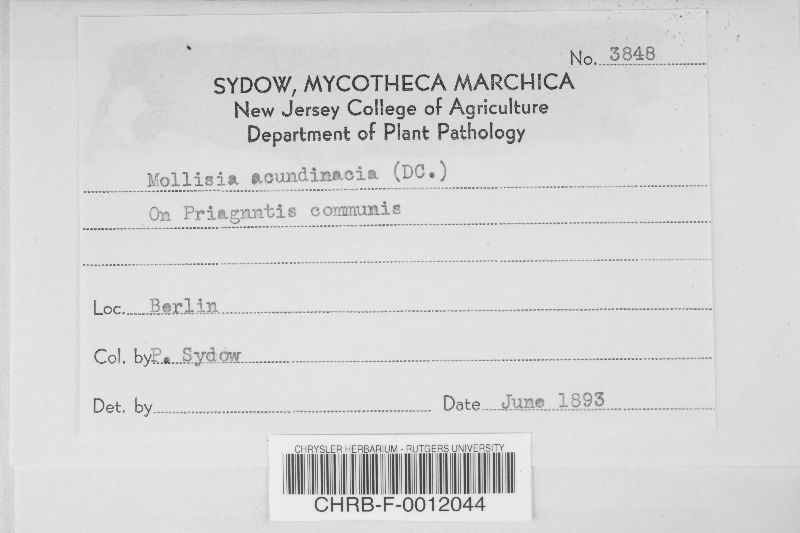 No. 3848
SYDOW, MYCOTHECA MARCHICA
New Jersey College of Agriculture
Department of Plant Pathology
Mollisia acundinacia (DC.)
On Priagnntis communis
Loc. Berlin
Col. by P. Sydow
Det. by
Date June 1893
CHRYSLER HERBARIUM - RUTGERS UNIVERSITY
CHRB-F-0012044